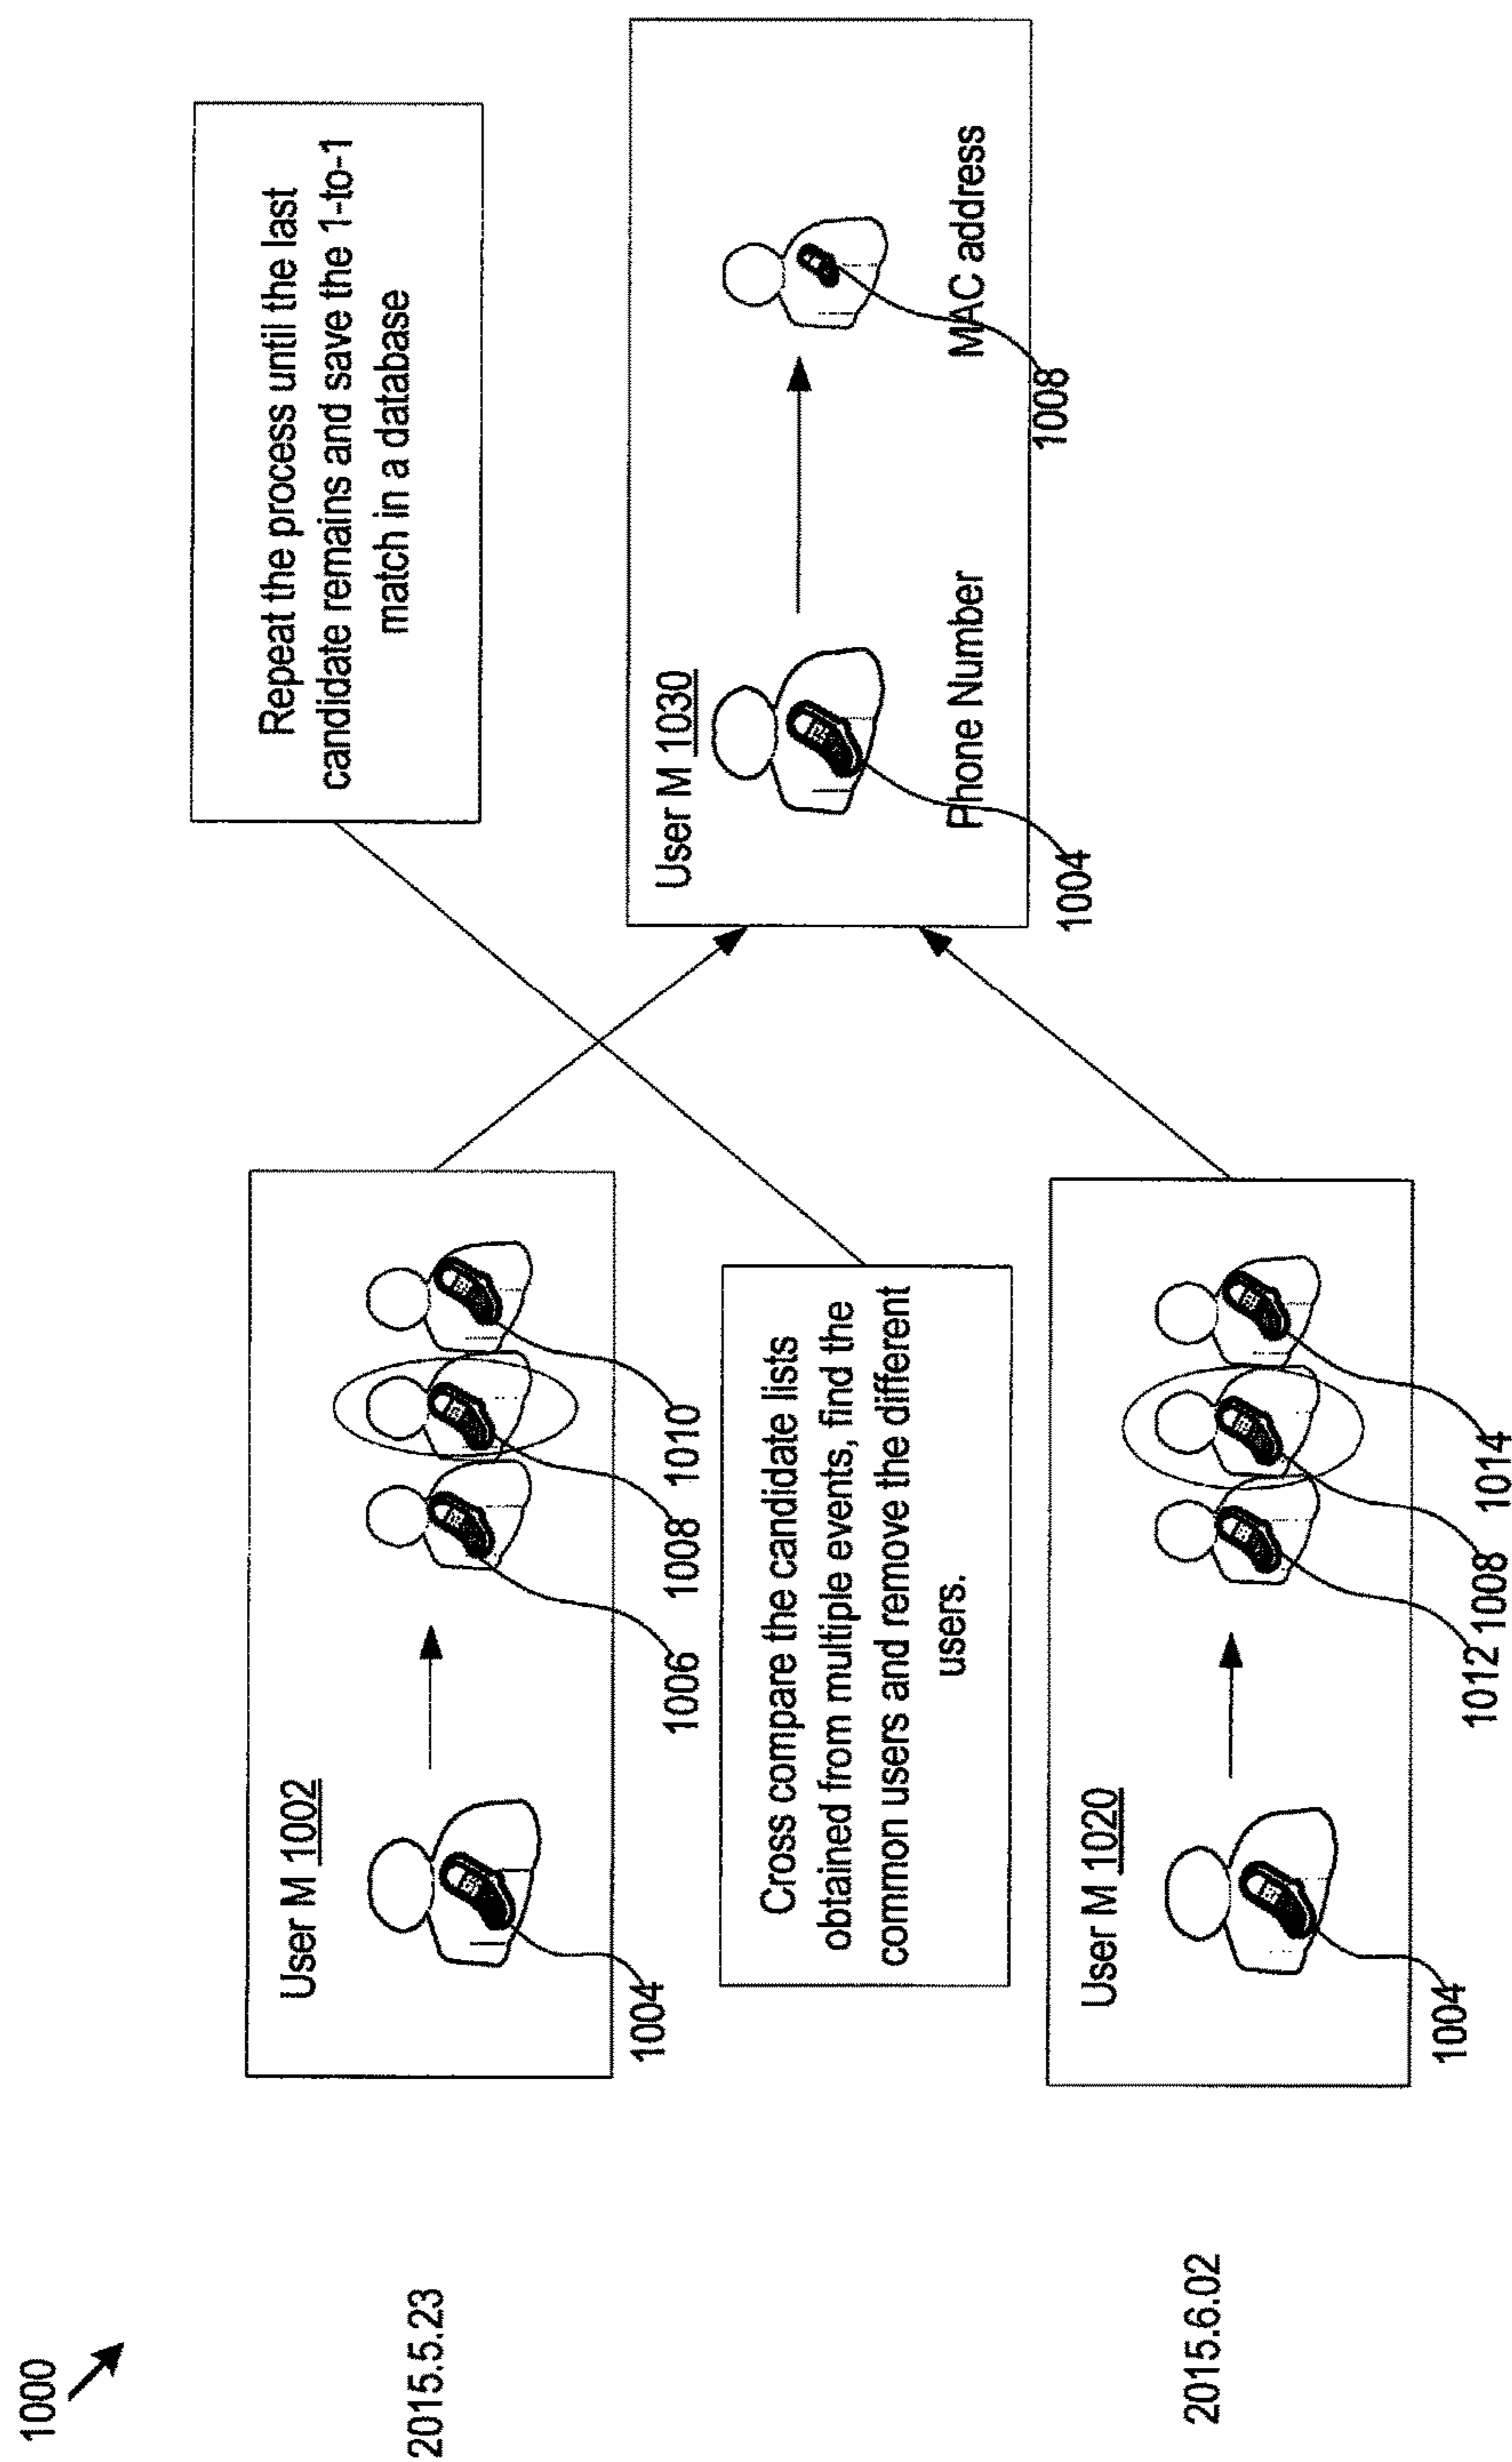 1000
2015.5.23
User M 1002
1004
1006
1008
1010
Cross compare the candidate lists
obtained from multiple events, find the
common users and remove the different
users.
2015.6.02
User M 1020
1004
1012
1008
1014
Repeat the process until the last
candidate remains and save the 1-to-1
match in a database
User M 1030
Phone Number
MAC address
1004
1008